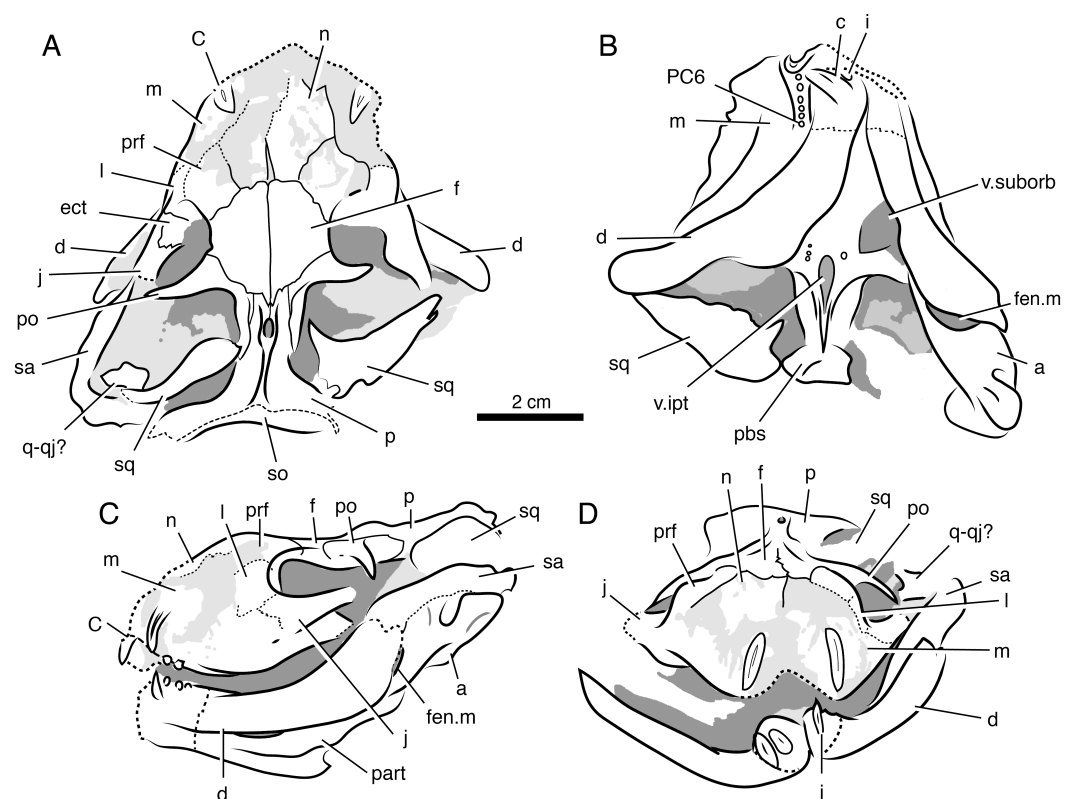 A
C
n
m
prf
l
ect
d
j
po
sa
q-qj?
sq
so
p
sq
d
f
2 cm
B
c
i
PC6
m
v.suborb
d
fen.m
sq
a
v.ipt
pbs
C
n
l
prf
f
po
p
sq
m
sa
C
a
fen.m
j
part
d
D
n
f
p
sq
po
prf
q-qj?
sa
j
l
m
d
i